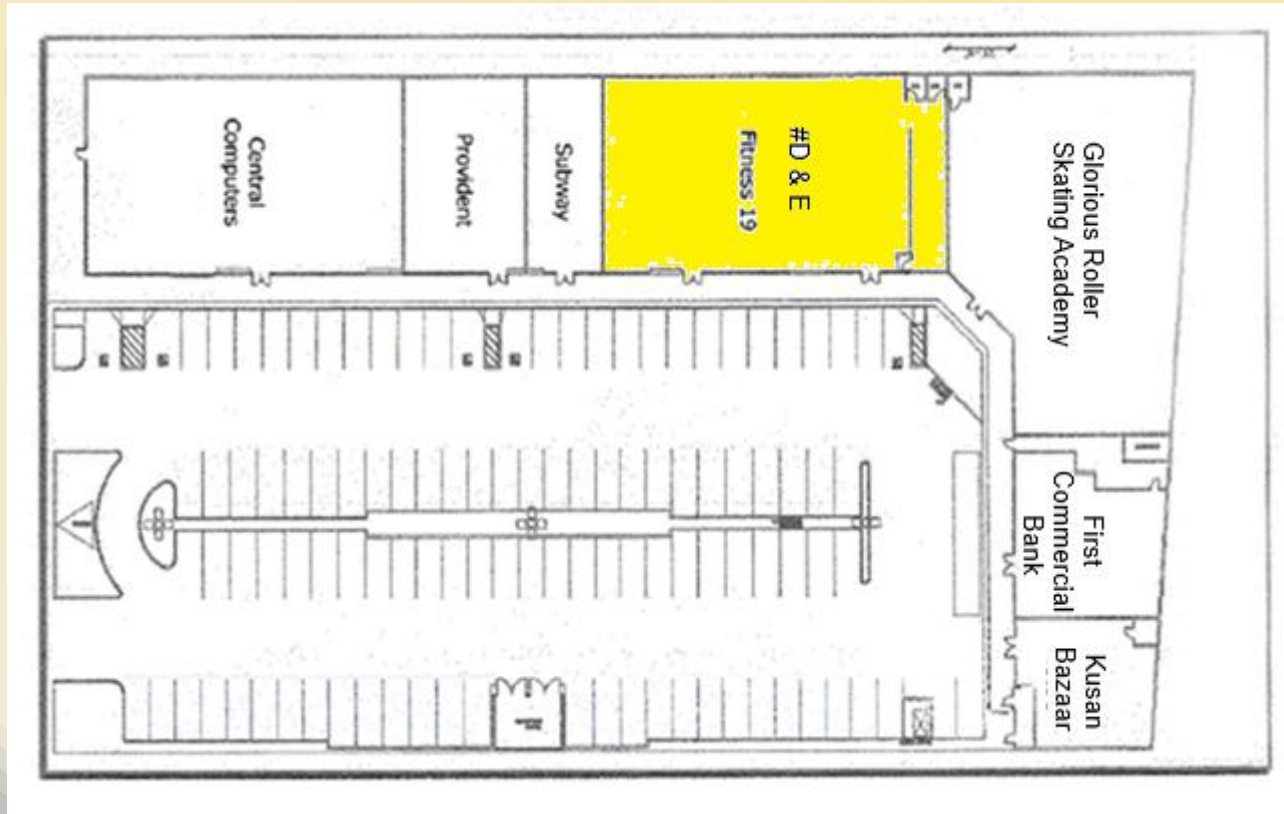 Central
Computers
Provident
Subway
#D & E
Fitness 19
Glorious Roller
Skating Academy
First
Commercial
Bank
Kusan
Bazaar